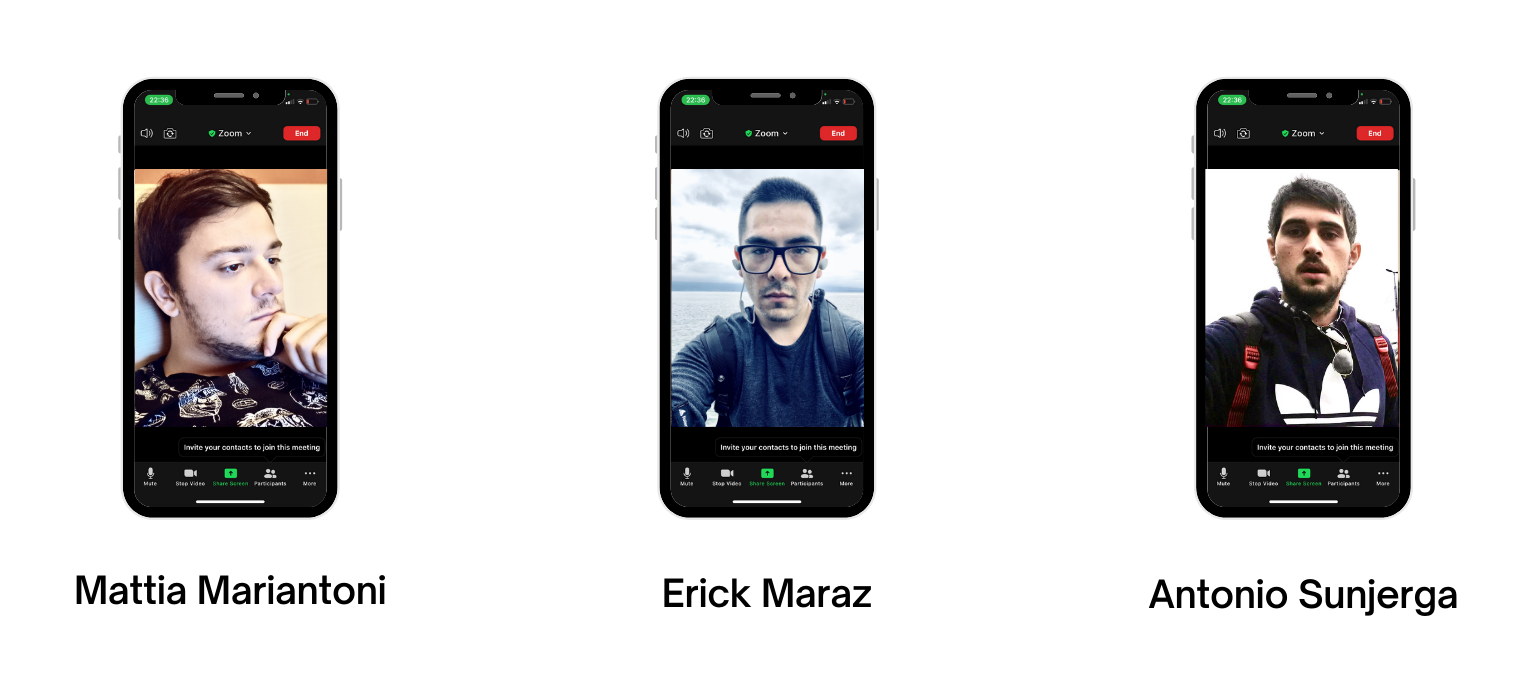 22:36
Zoom
End
Invite your contacts to join this meeting
Mute Stop Video Share Screen Participants More
Mattia Mariantoni
22:36
Zoom
End
Invite your contacts to join this meeting
Mute Stop Video Share Screen Participants More
Erick Maraz
22:36
Zoom
End
Invite your contacts to join this meeting
Mute Stop Video Share Screen Participants More
Antonio Sunjerga